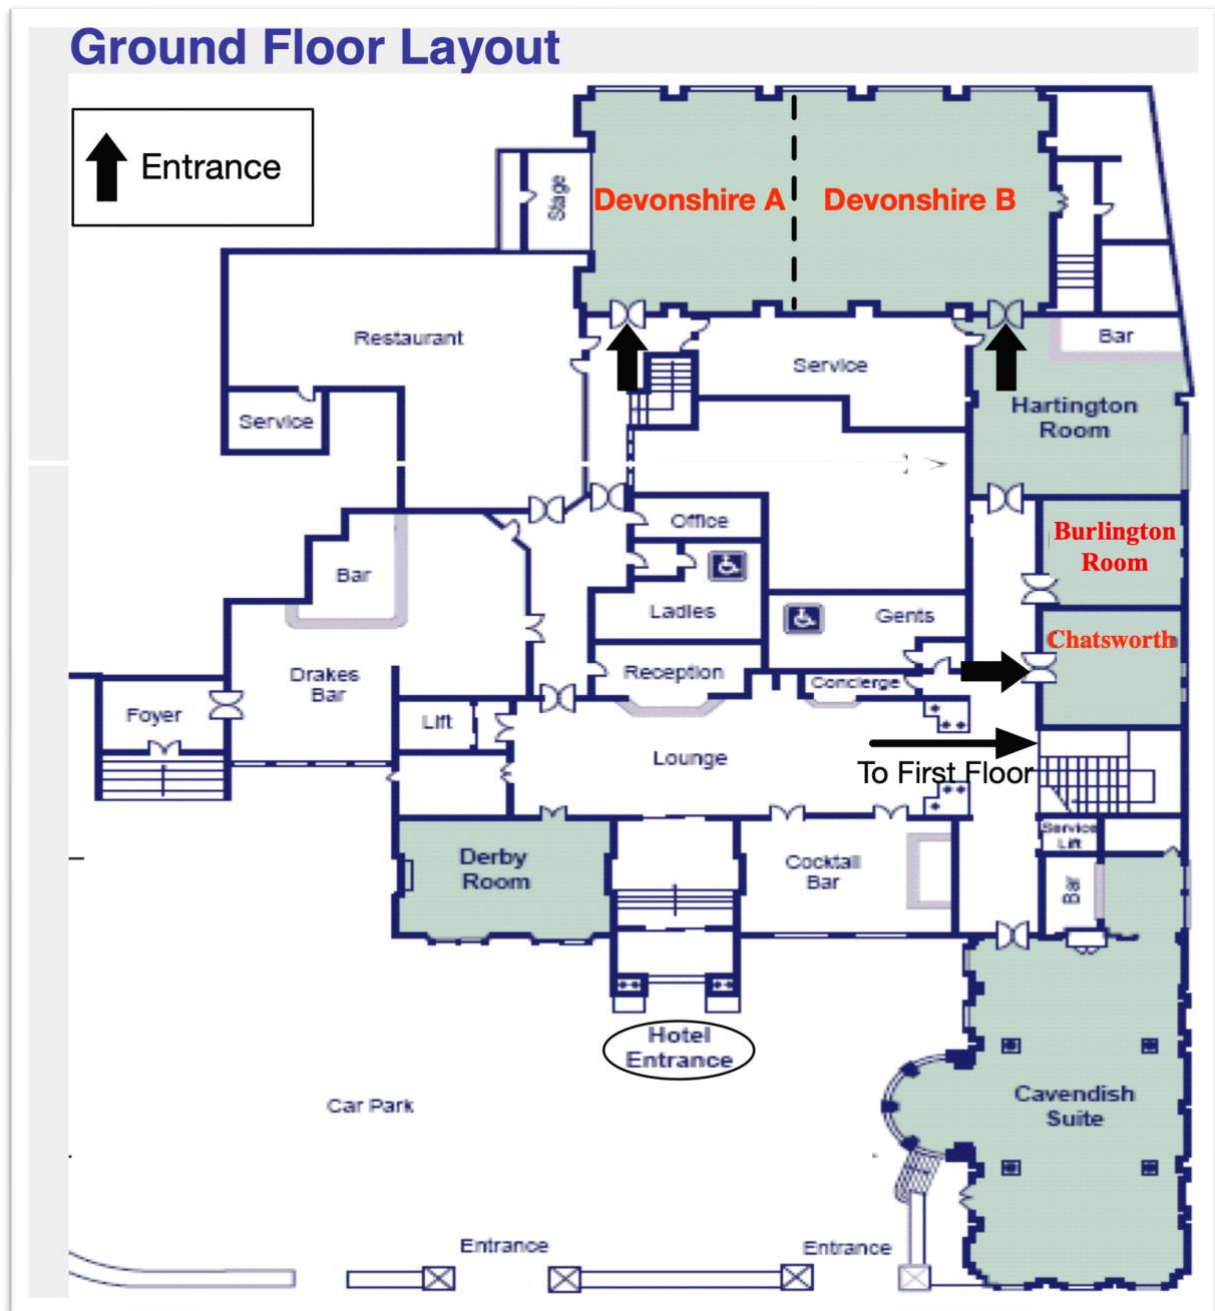 Ground Floor Layout
Entrance
Stage
Devonshire A
Devonshire B
Restaurant
Service
Bar
Service
Hartington
Room
Burlington
Room
Office
Bar
Ladies
Gents
Chatsworth
Drakes
Bar
Reception
Concierge
Foyer
Lift
Lounge
To First Floor
Service
Lift
Derby
Room
Cocktail
Bar
Bar
Hotel
Entrance
Car Park
Cavendish
Suite
Entrance
Entrance